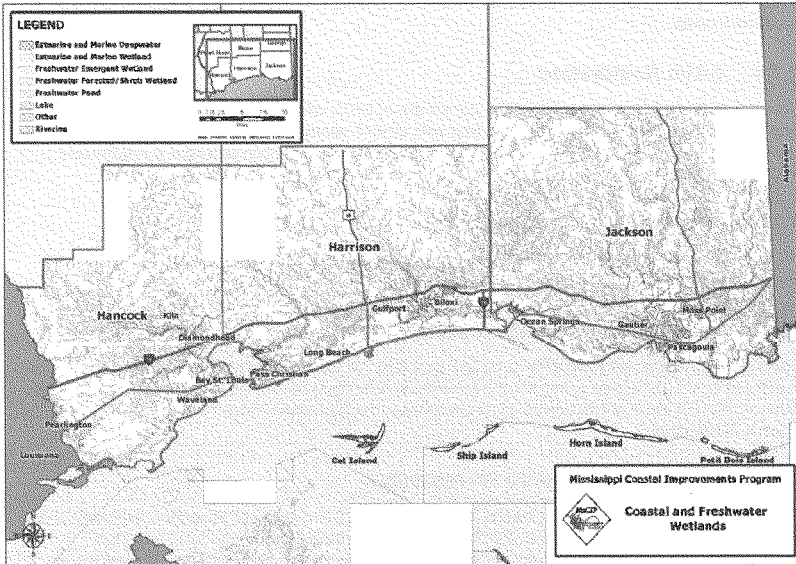 LEGEND
Estuarine and Marine Deepwater
Estuarine and Marine Wetland
Freshwater Emergent Wetland
Freshwater Forested/Shrub Wetland
Freshwater Pond
Lake
Other
Riverine
Jackson
Miles
Alabama
Harrison
Jackson
Hancock
Kiln
Biloxi
Gulfport
Moss Point
Ocean Springs
Gautier
Diamondhead
Long Beach
Pascagoula
Pass Christian
Bay St. Louis
Waveland
Pearlington
Louisiana
Cat Island
Ship Island
Horn Island
Petit Bois Island
Mississippi Coastal Improvements Program
MsCIP
Coastal and Freshwater
Wetlands